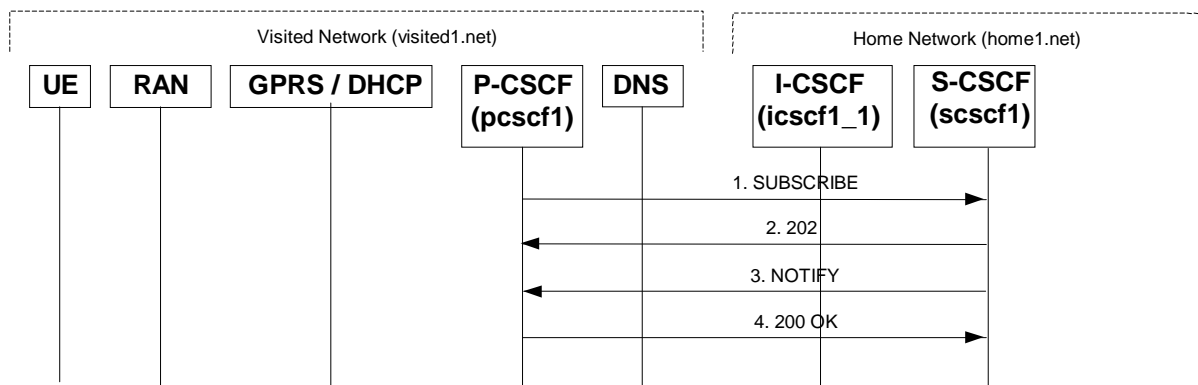 Visited Network (visited1.net)
Home Network (home1.net)
UE
RAN
GPRS / DHCP
P-CSCF
(pcscf1)
DNS
I-CSCF
(icscf1_1)
S-CSCF
(scscf1)
1. SUBSCRIBE
2. 202
3. NOTIFY
4. 200 OK